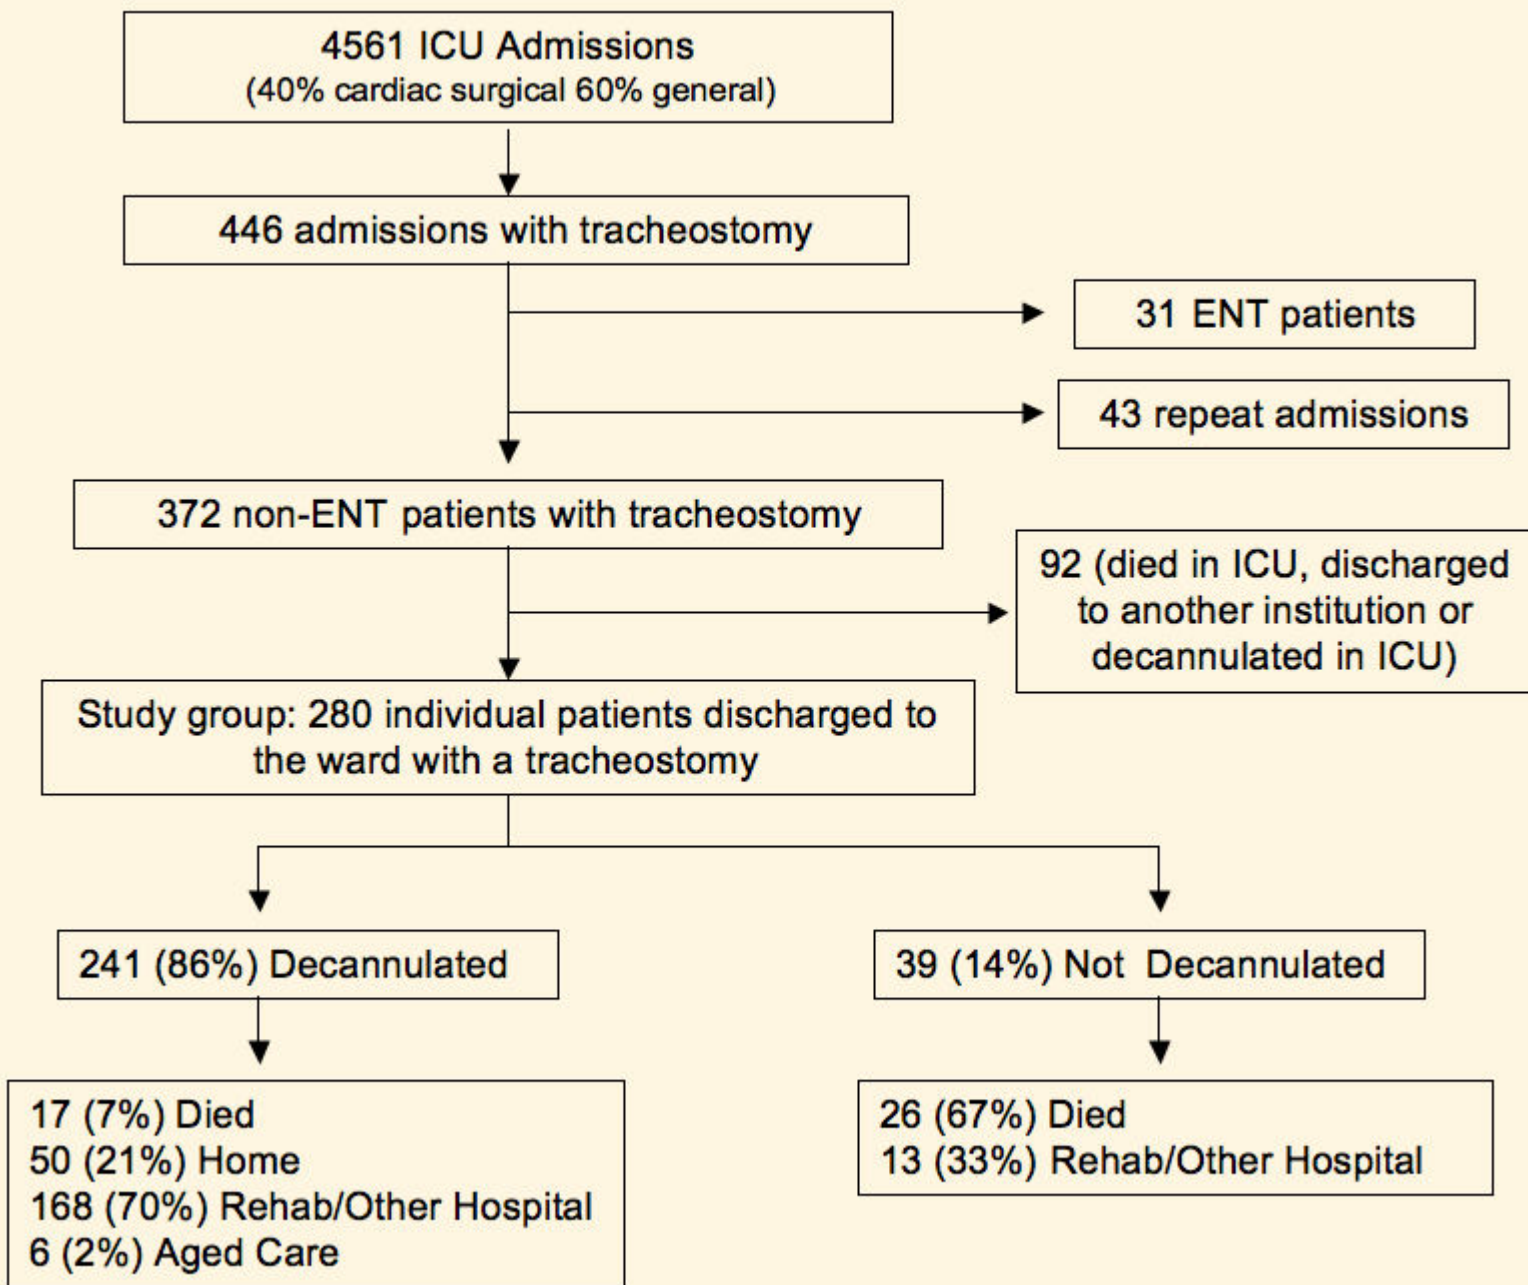 4561 ICU Admissions
(40% cardiac surgical 60% general)
446 admissions with tracheostomy
31 ENT patients
43 repeat admissions
372 non-ENT patients with tracheostomy
92 (died in ICU, discharged
to another institution or
decannulated in ICU)
Study group: 280 individual patients discharged to
the ward with a tracheostomy
241 (86%) Decannulated
39 (14%) Not Decannulated
17 (7%) Died
50 (21%) Home
168 (70%) Rehab/Other Hospital
6 (2%) Aged Care
26 (67%) Died
13 (33%) Rehab/Other Hospital